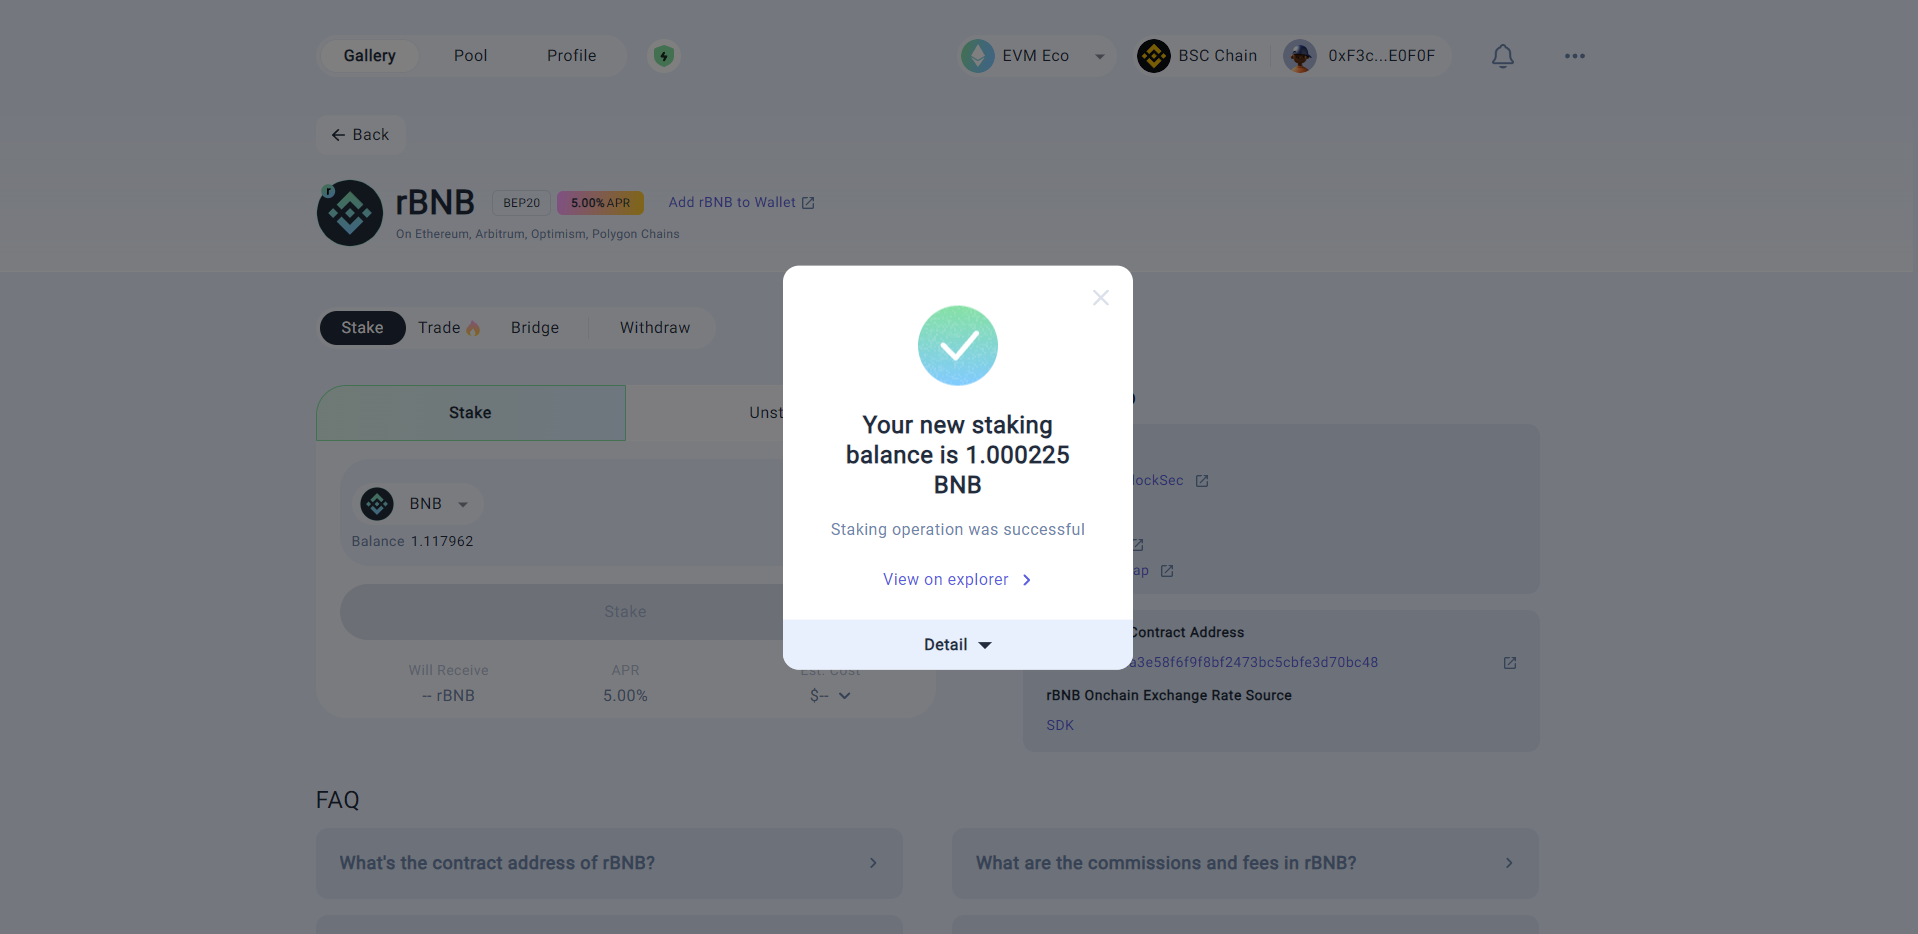 Gallery
Pool
Profile
EVM Eco
BSC Chain
0xF3c...E0F0F
Back
r
rBNB
BEP20
5.00% APR
Add rBNB to Wallet
On Ethereum, Arbitrum, Optimism, Polygon Chains
Stake
Trade
Bridge
Withdraw
Stake
Unst
BNB
Balance 1.117962
Stake
Will Receive
-- rBNB
APR
5.00%
Est. Cost
$--
Your new staking
balance is 1.000225
BNB
Staking operation was successful
View on explorer
Detail
lockSec
ap
Contract Address
a3e58f6f9f8bf2473bc5cbfe3d70bc48
rBNB Onchain Exchange Rate Source
SDK
FAQ
What's the contract address of rBNB?
What are the commissions and fees in rBNB?